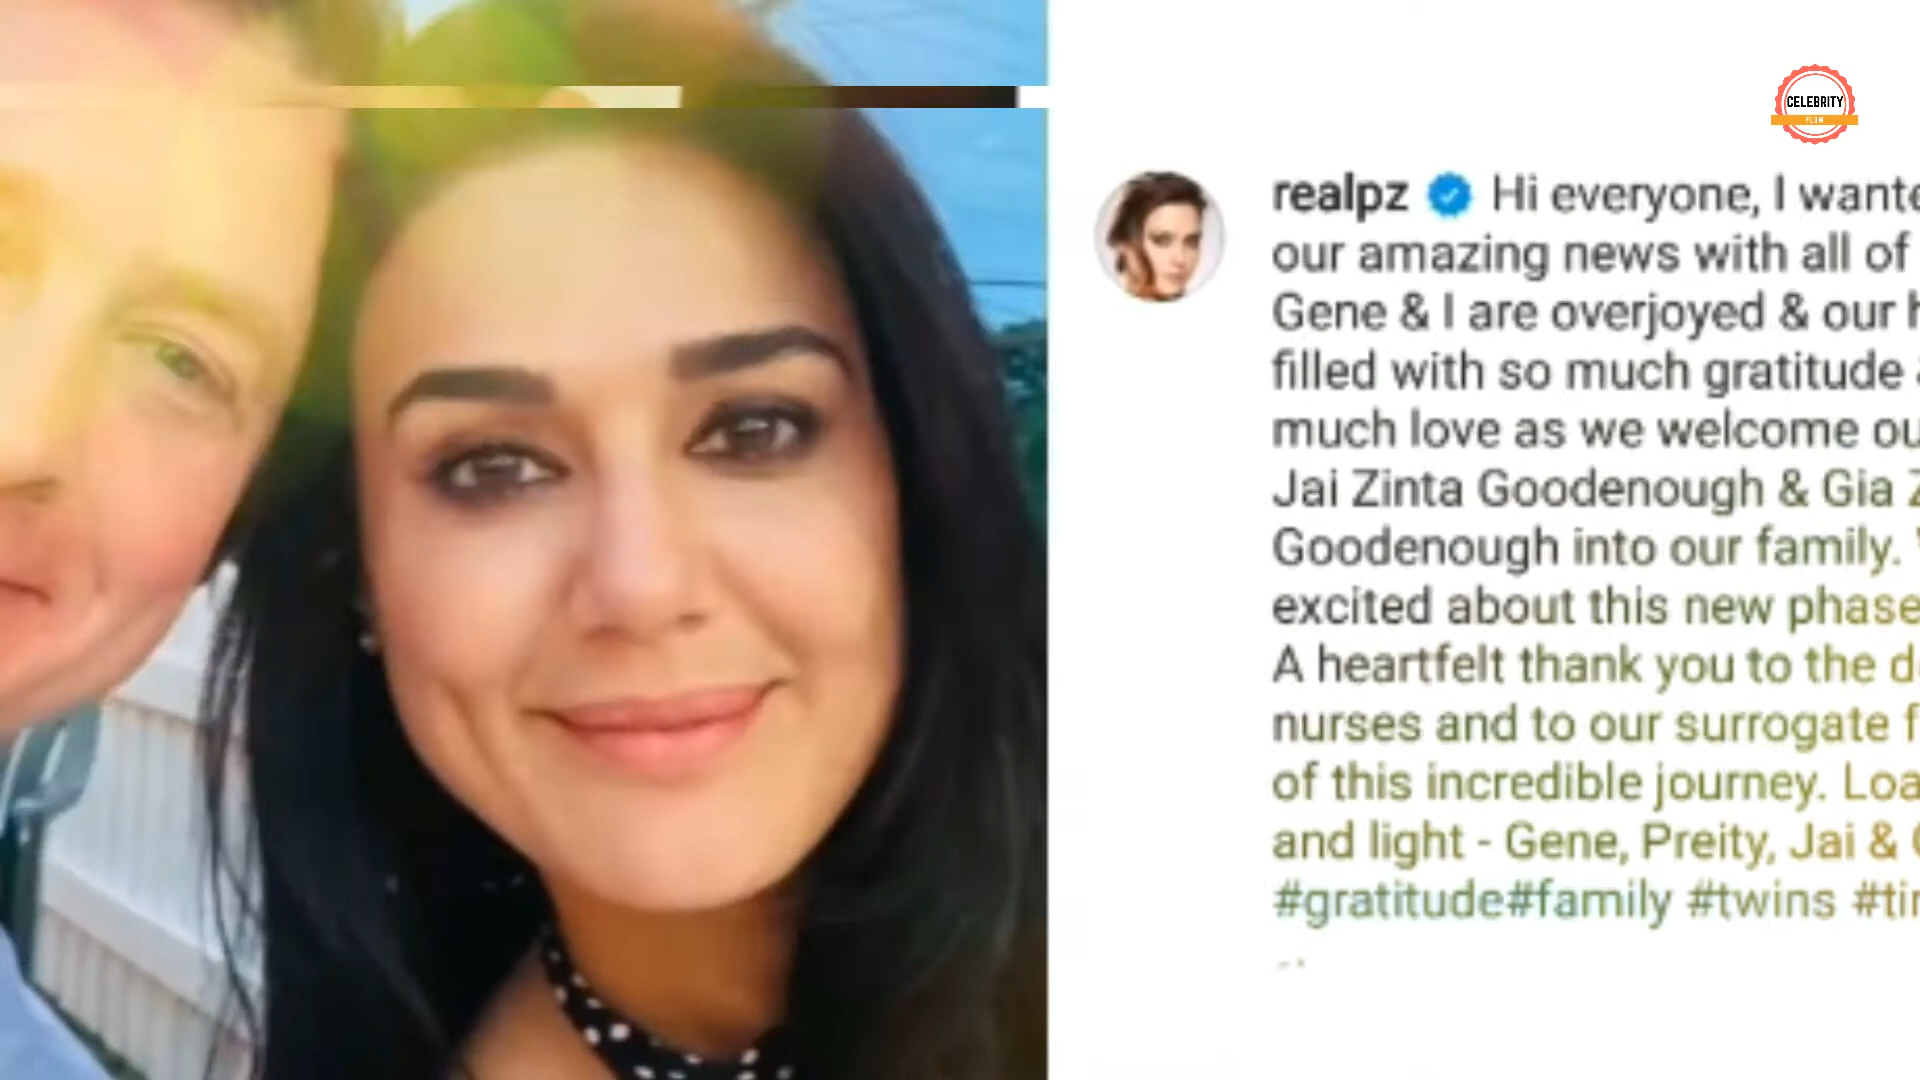 CELEBRITY
realpz Hi everyone, I wante
our amazing news with all of
Gene & I are overjoyed & our h
filled with so much gratitude
much love as we welcome ou
Jai Zinta Goodenough & Gia Z
Goodenough into our family.
excited about this new phase
A heartfelt thank you to the d
nurses and to our surrogate f
of this incredible journey. Loa
and light - Gene, Preity, Jai &
#gratitude#family #twins #ti